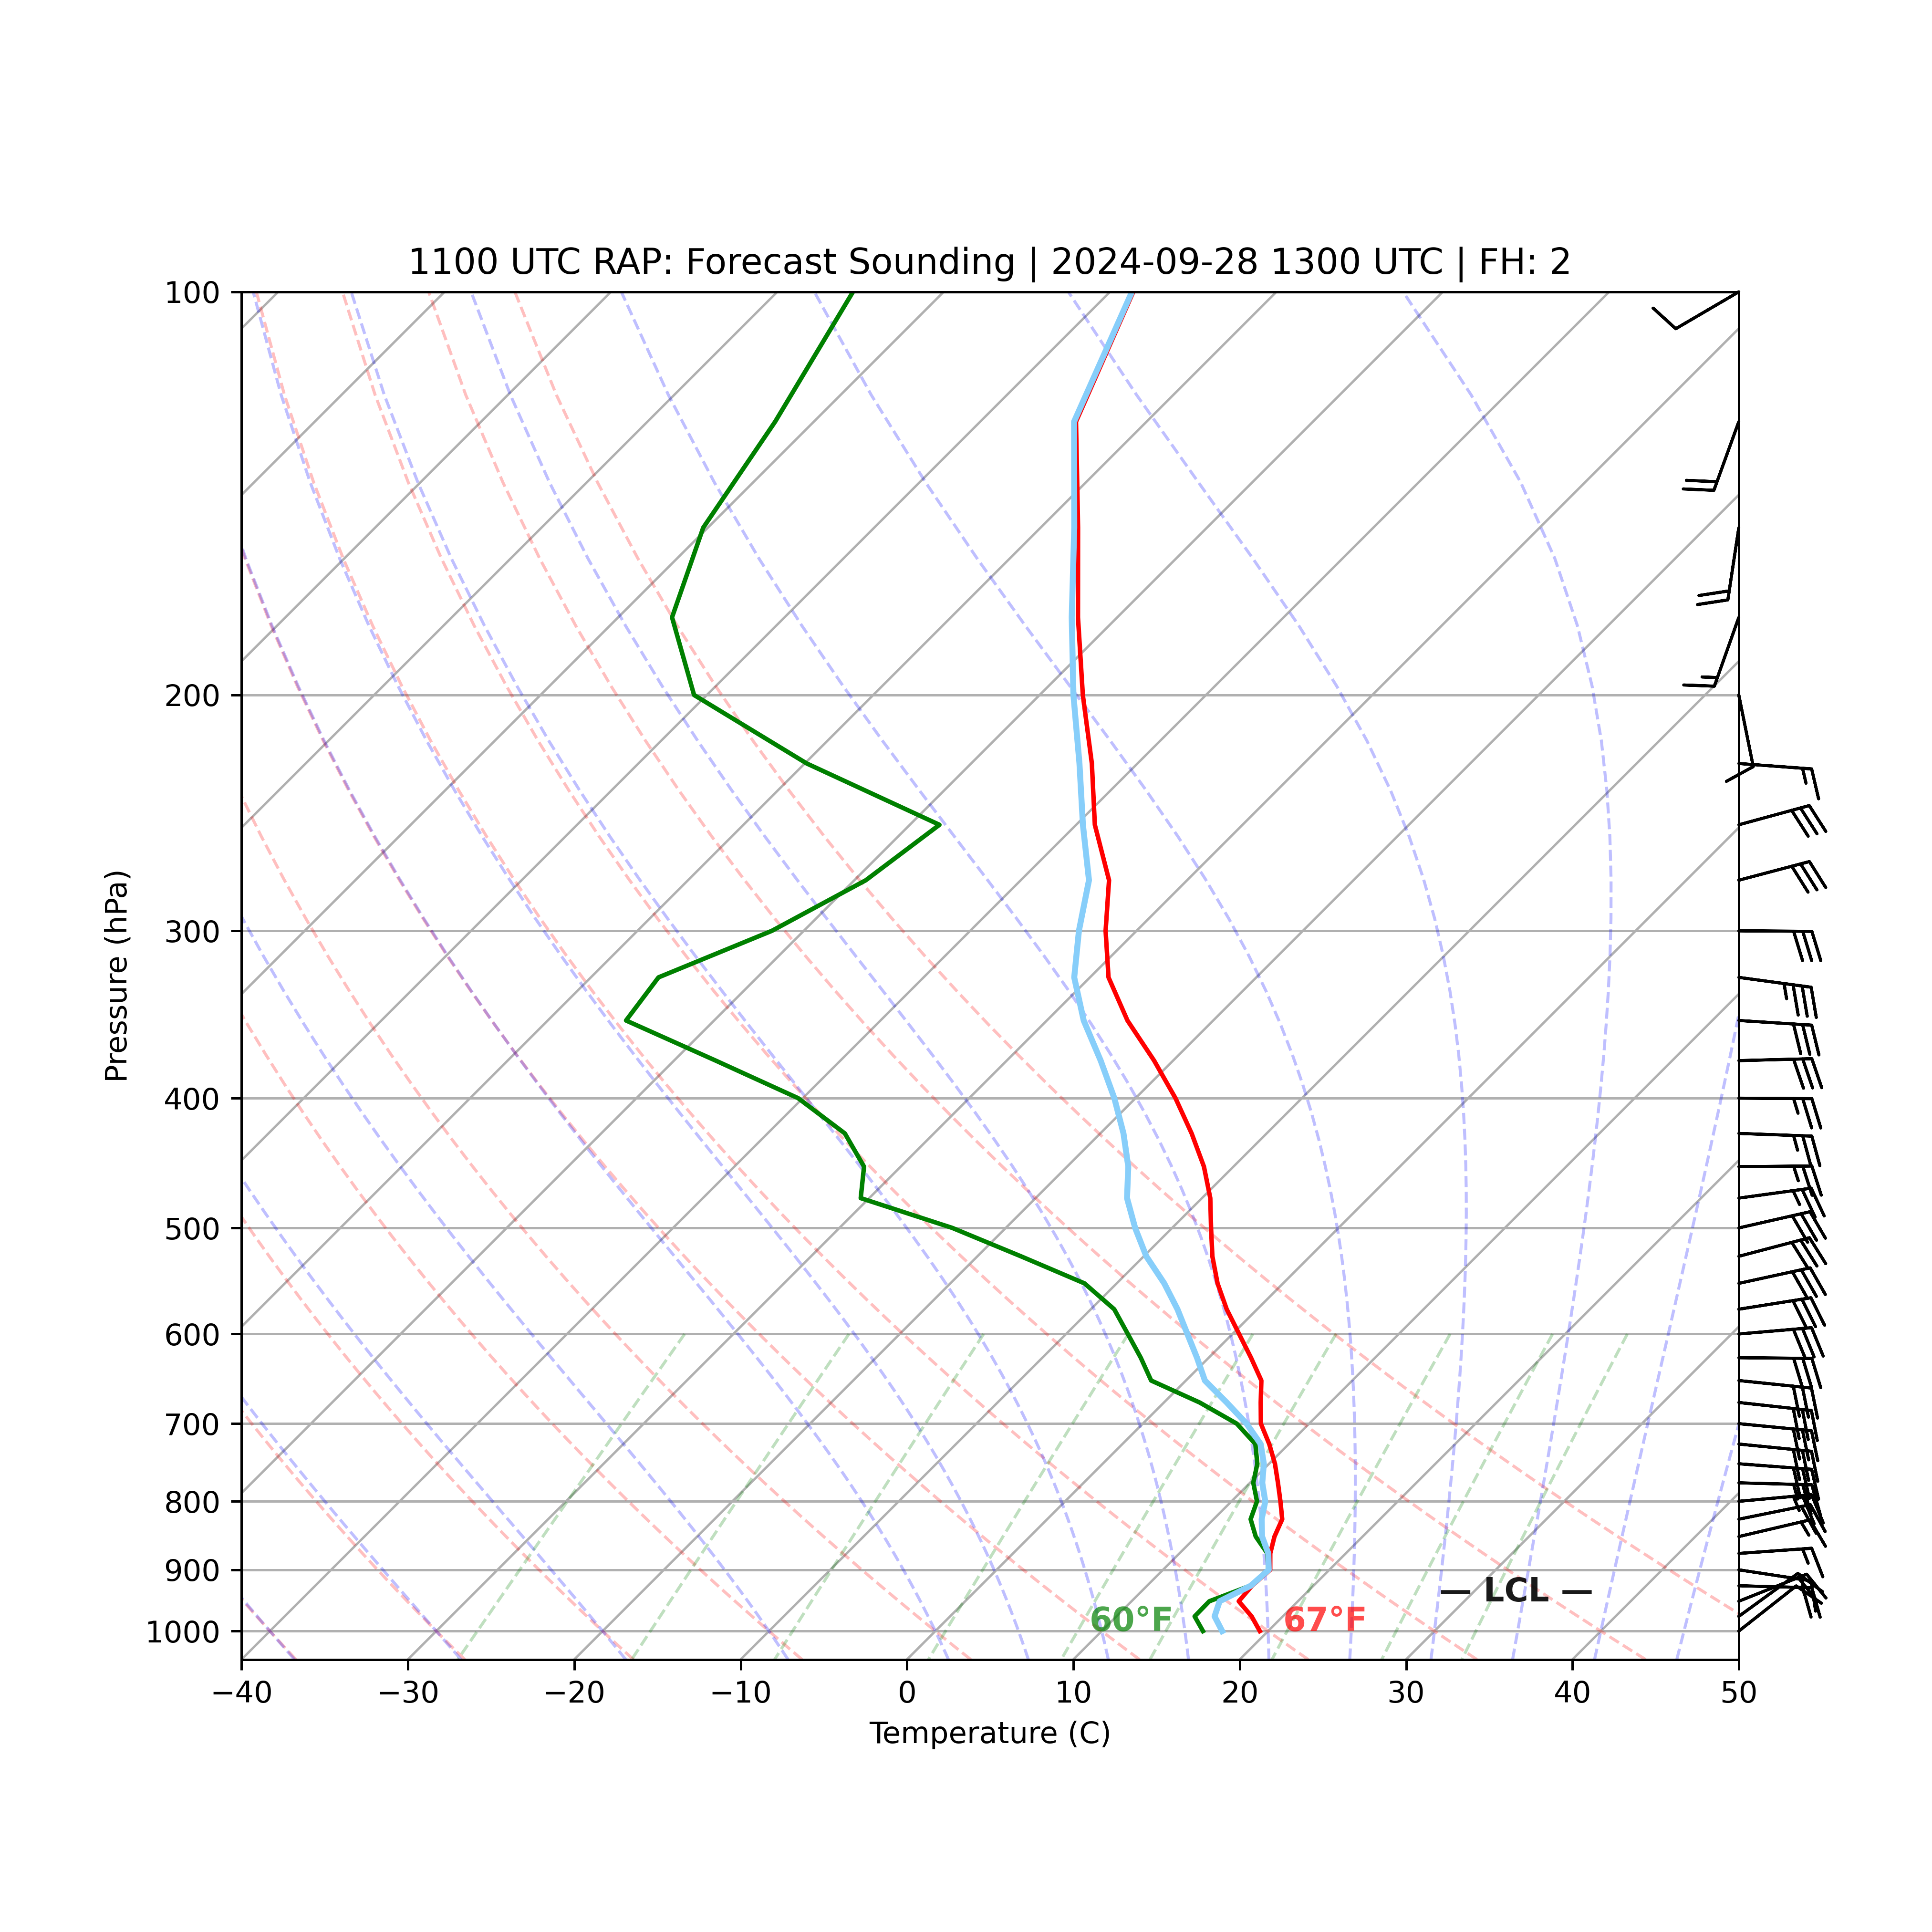 1100 UTC RAP: Forecast Sounding | 2024-09-28 1300 UTC | FH: 2
100
200
300
400
500
600
700
800
900
1000
Pressure (hPa)
— LCL —
60°F
67°F
−40 −30 −20 −10 0 10 20 30 40 50
Temperature (C)